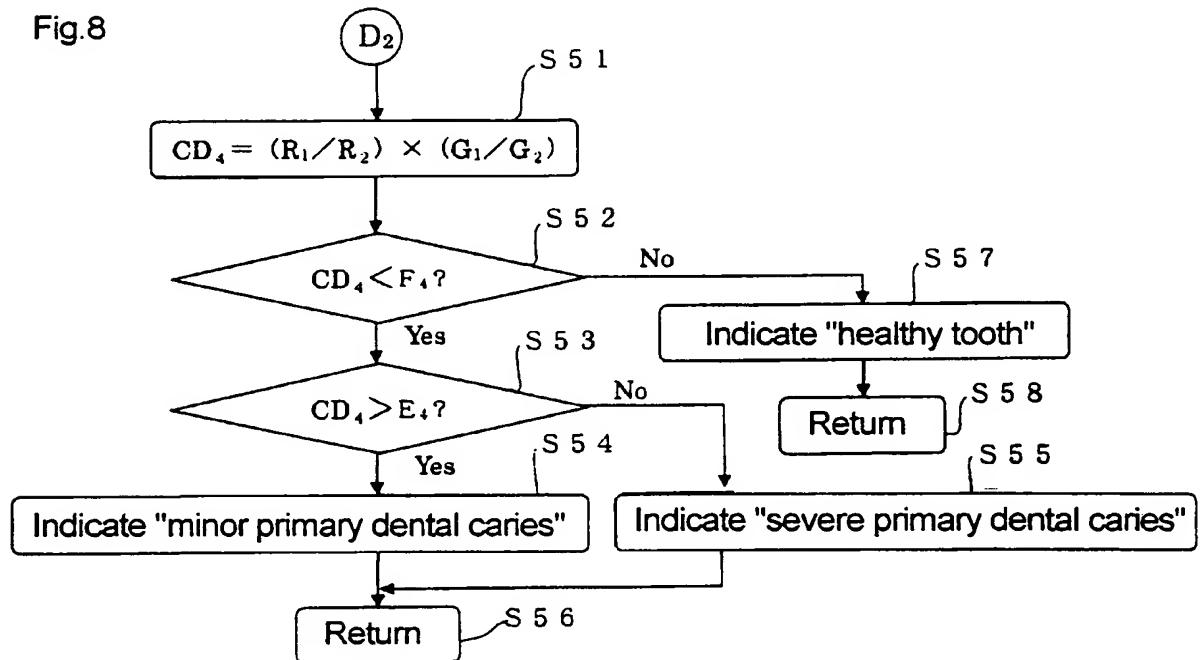 Fig.8
D₂
S 5 1
CD₄ = (R₁/R₂) × (G₁/G₂)
S 5 2
CD₄ < F₄?
No
S 5 7
Indicate "healthy tooth"
Yes
S 5 3
CD₄ > E₄?
No
S 5 8
Return
S 5 4
Yes
S 5 5
Indicate "minor primary dental caries"
Indicate "severe primary dental caries"
S 5 6
Return